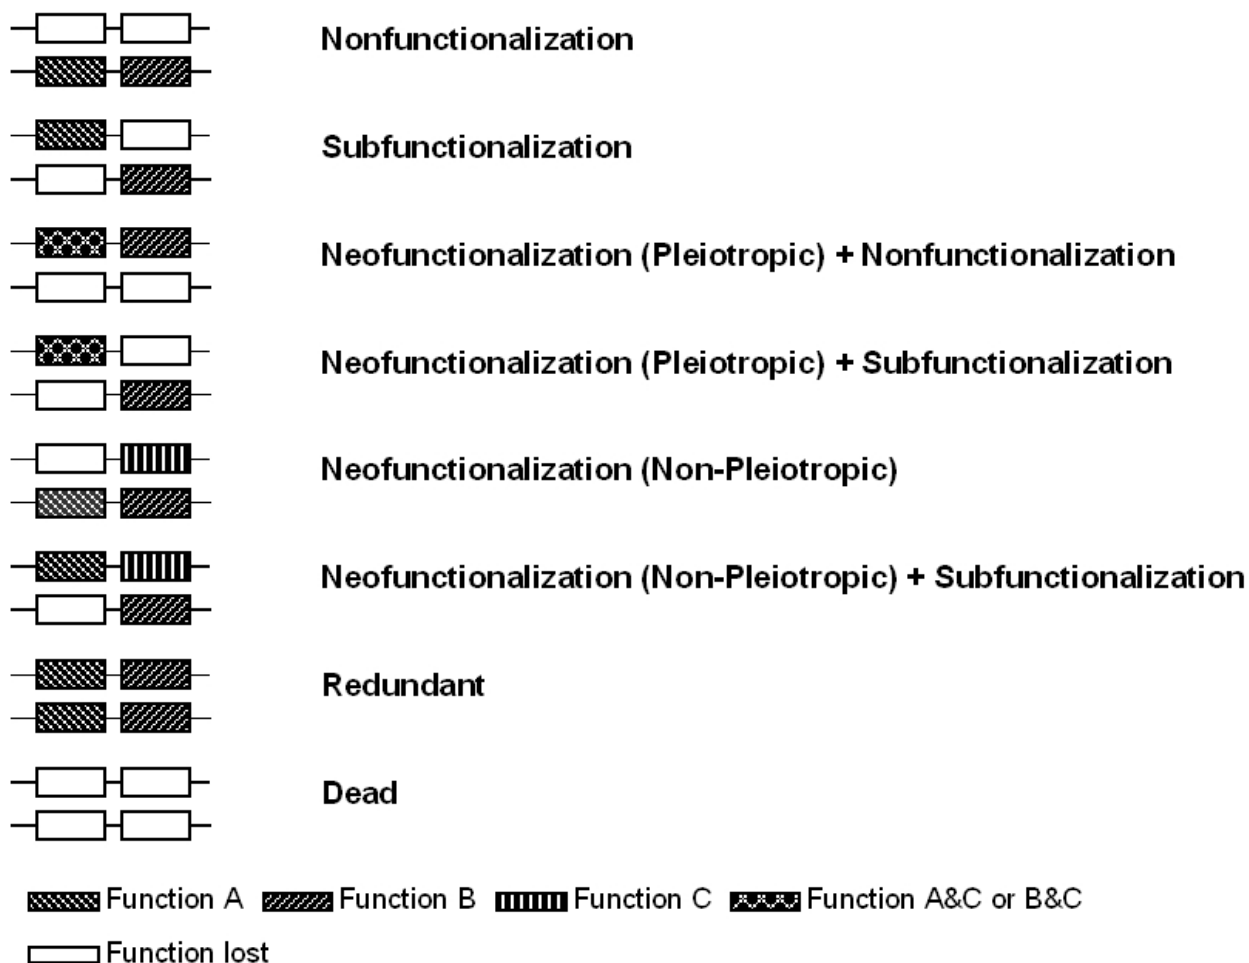 Nonfunctionalization
Subfunctionalization
Neofunctionalization (Pleiotropic) + Nonfunctionalization
Neofunctionalization (Pleiotropic) + Subfunctionalization
Neofunctionalization (Non-Pleiotropic)
Neofunctionalization (Non-Pleiotropic) + Subfunctionalization
Redundant
Dead
Function A Function B Function C Function A&C or B&C
Function lost